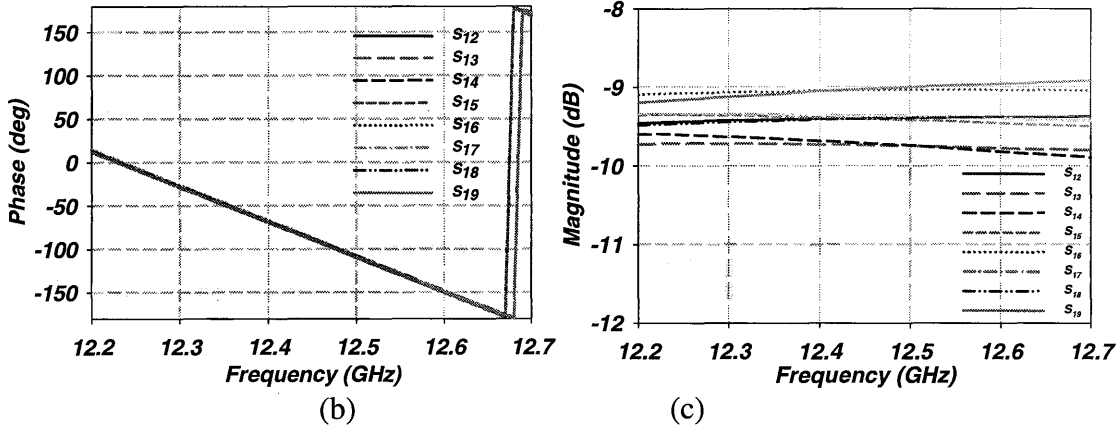 Phase (deg)
150
100
50
0
-50
-100
-150
S12
S13
S14
S15
S16
S17
S18
S19
12.2
12.3
12.4
12.5
12.6
12.7
Frequency (GHz)
(b)
Magnitude (dB)
-8
-9
-10
-11
-12
S12
S13
S14
S15
S16
S17
S18
S19
12.2
12.3
12.4
12.5
12.6
12.7
Frequency (GHz)
(c)